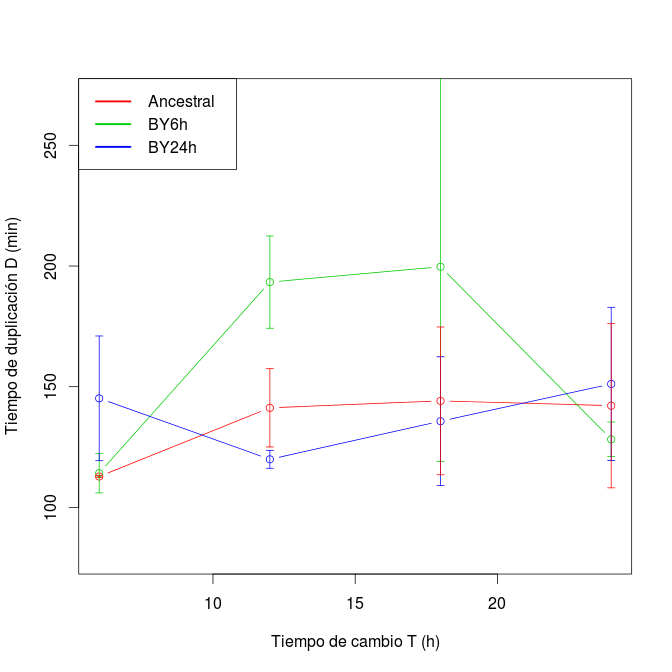 Ancestral
BY6h
BY24h
250
200
150
100
Tiempo de duplicación D (min)
10 15 20
Tiempo de cambio T (h)